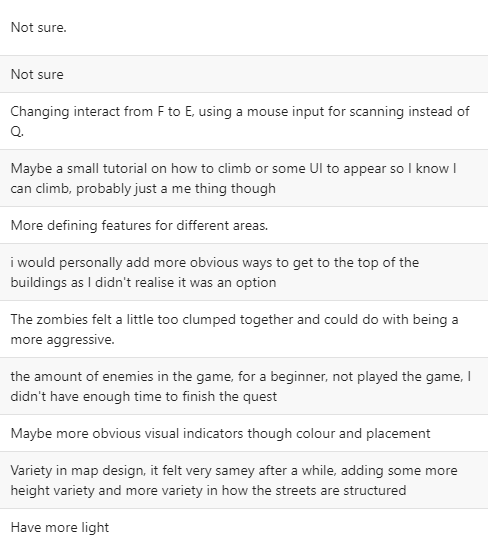 Not sure.
Not sure
Changing interact from F to E, using a mouse input for scanning instead of
Q.
Maybe a small tutorial on how to climb or some UI to appear so I know I
can climb, probably just a me thing though
More defining features for different areas.
i would personally add more obvious ways to get to the top of the
buildings as I didn't realise it was an option
The zombies felt a little too clumped together and could do with being a
more aggressive.
the amount of enemies in the game, for a beginner, not played the game, I
didn't have enough time to finish the quest
Maybe more obvious visual indicators though colour and placement
Variety in map design, it felt very samey after a while, adding some more
height variety and more variety in how the streets are structured
Have more light